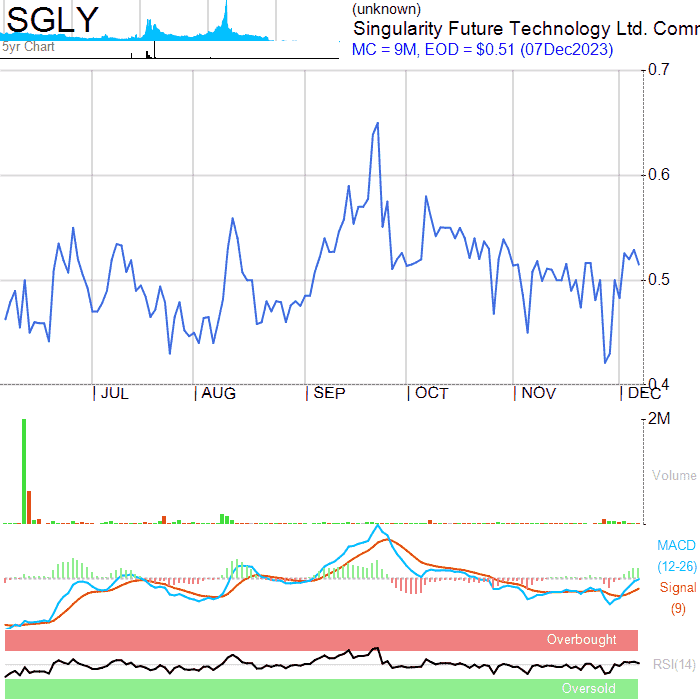 SGLY
5yr Chart
(unknown)
Singularity Future Technology Ltd. Comm
MC = 9M, EOD = $0.51 (07Dec2023)
0.7
0.6
0.5
0.4
JUL
AUG
SEP
OCT
NOV
DEC
2M
Volume
MACD
(12-26)
Signal
(9)
Overbought
RSI(14)
Oversold